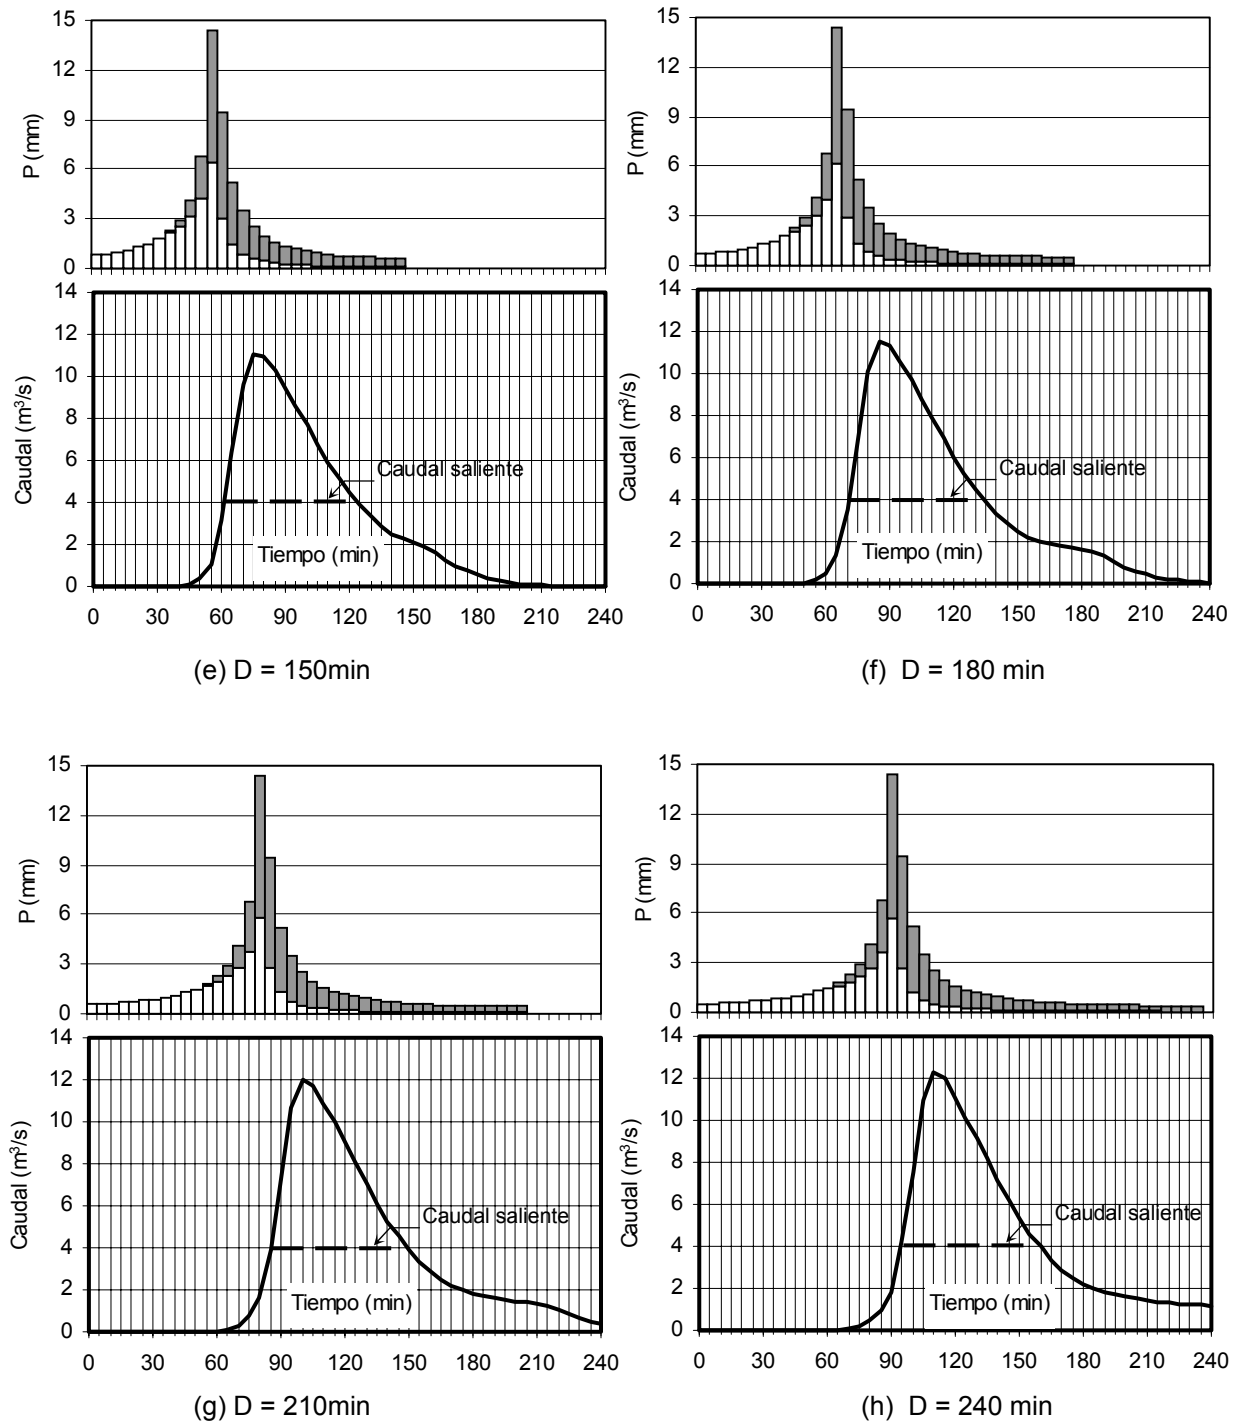 15
12
9
6
3
0
P (mm)
14
12
10
8
6
4
2
0
Caudal (m³/s)
Caudal saliente
Tiempo (min)
0 30 60 90 120 150 180 210 240
(e) D = 150min
15
12
9
6
3
0
P (mm)
14
12
10
8
6
4
2
0
Caudal (m³/s)
Caudal saliente
Tiempo (min)
0 30 60 90 120 150 180 210 240
(f) D = 180 min
15
12
9
6
3
0
P (mm)
14
12
10
8
6
4
2
0
Caudal (m³/s)
Caudal saliente
Tiempo (min)
0 30 60 90 120 150 180 210 240
(g) D = 210min
15
12
9
6
3
0
P (mm)
14
12
10
8
6
4
2
0
Caudal (m³/s)
Caudal saliente
Tiempo (min)
0 30 60 90 120 150 180 210 240
(h) D = 240 min